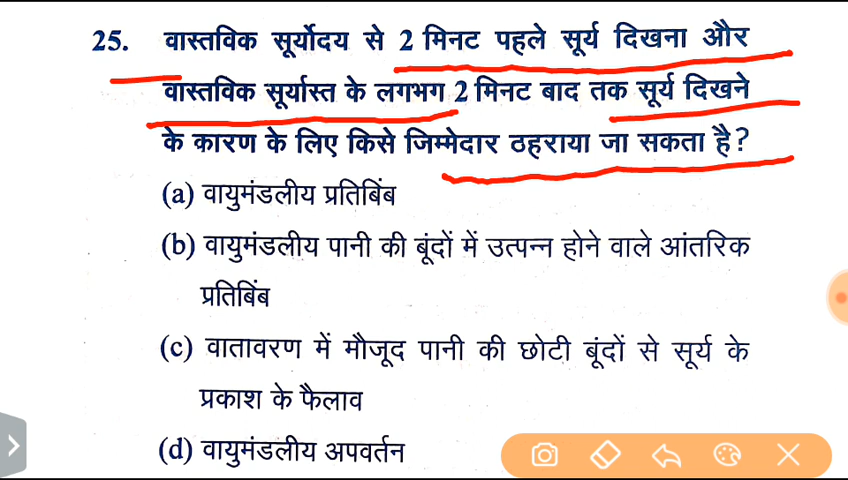 25. वास्तविक सूर्योदय से 2 मिनट पहले सूर्य दिखना और
वास्तविक सूर्यास्त के लगभग 2 मिनट बाद तक सूर्य दिखने
के कारण के लिए किसे जिम्मेदार ठहराया जा सकता है?
(a) वायुमंडलीय प्रतिबिंब
(b) वायुमंडलीय पानी की बूंदों में उत्पन्न होने वाले आंतरिक
प्रतिबिंब
(c) वातावरण में मौजूद पानी की छोटी बूंदों से सूर्य के
प्रकाश के फैलाव
(d) वायुमंडलीय अपवर्तन